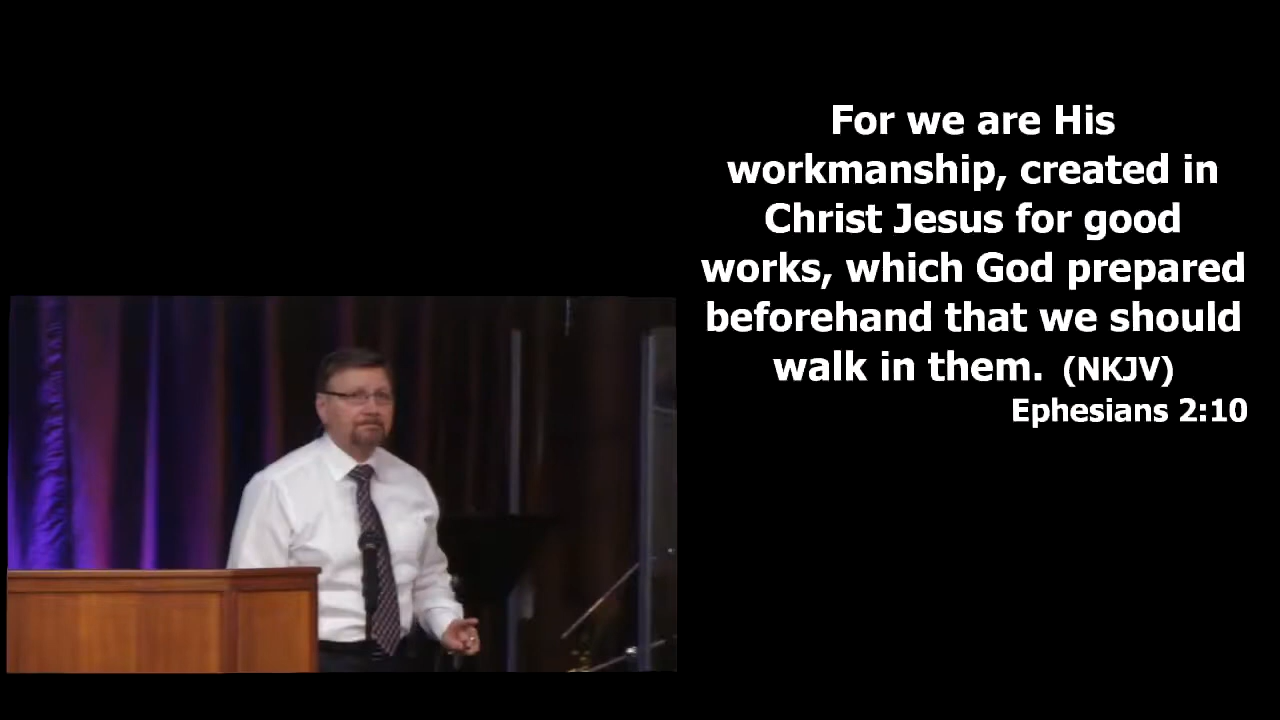 For we are His
workmanship, created in
Christ Jesus for good
works, which God prepared
beforehand that we should
walk in them. (NKJV)
Ephesians 2:10